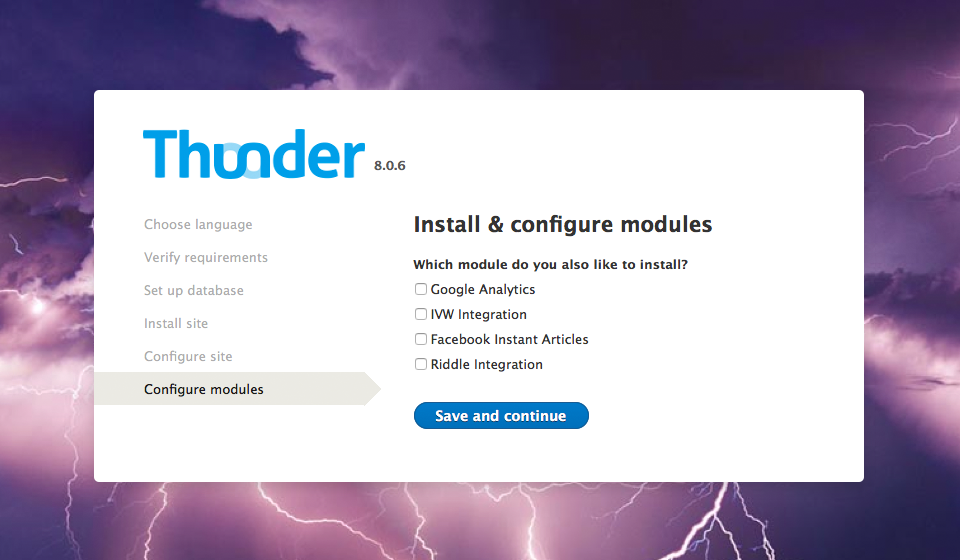 Thunder 8.0.6
Choose language
Verify requirements
Set up database
Install site
Configure site
Configure modules
Install & configure modules
Which module do you also like to install?
Google Analytics
IVW Integration
Facebook Instant Articles
Riddle Integration
Save and continue